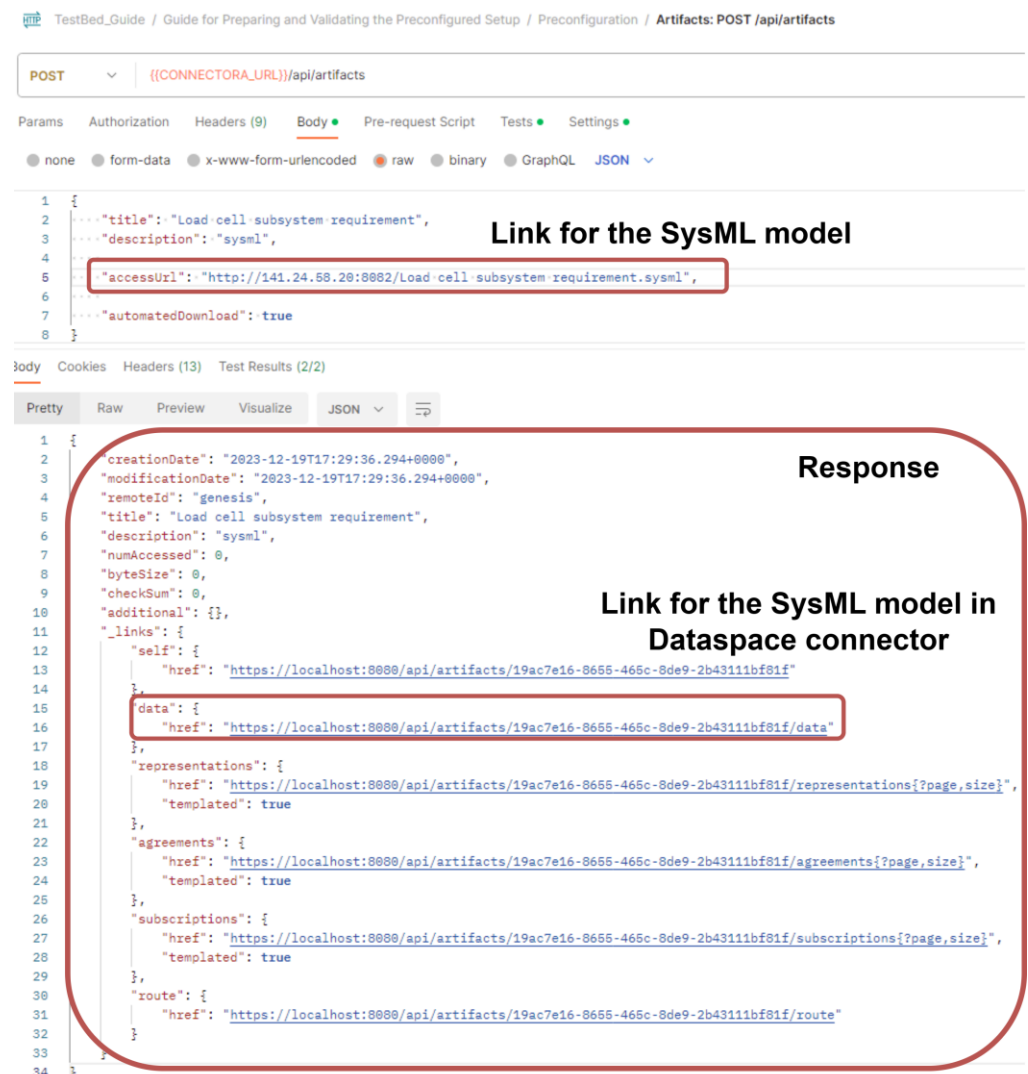 HTTP TestBed_Guide / Guide for Preparing and Validating the Preconfigured Setup / Preconfiguration / Artifacts: POST /api/artifacts
POST {{CONNECTORA_URL}}/api/artifacts
Params Authorization Headers (9) Body Pre-request Script Tests Settings
none form-data x-www-form-urlencoded raw binary GraphQL JSON
1 {
2 "title": "Load cell subsystem requirement",
Link for the SysML model
3 "description": "sysml",
4
5 "accessUrl": "http://141.24.58.20:8082/Load cell subsystem requirement.sysml",
6
7 "automatedDownload": true
8 }
Body Cookies Headers (13) Test Results (2/2)
Pretty Raw Preview Visualize JSON
1 {
2 "creationDate": "2023-12-19T17:29:36.294+0000",
Response
3 "modificationDate": "2023-12-19T17:29:36.294+0000",
4 "remoteId": "genesis",
5 "title": "Load cell subsystem requirement",
6 "description": "sysml",
7 "numAccessed": 0,
8 "byteSize": 0,
9 "checkSum": 0,
10 "additional": {},
Link for the SysML model in
Dataspace connector
11 "_links": {
12 "self": {
13 "href": "https://localhost:8080/api/artifacts/19ac7e16-8655-465c-8de9-2b43111bf81f"
14 },
15 "data": {
16 "href": "https://localhost:8080/api/artifacts/19ac7e16-8655-465c-8de9-2b43111bf81f/data"
17 },
18 "representations": {
19 "href": "https://localhost:8080/api/artifacts/19ac7e16-8655-465c-8de9-2b43111bf81f/representations{?page,size}",
20 "templated": true
21 },
22 "agreements": {
23 "href": "https://localhost:8080/api/artifacts/19ac7e16-8655-465c-8de9-2b43111bf81f/agreements{?page,size}",
24 "templated": true
25 },
26 "subscriptions": {
27 "href": "https://localhost:8080/api/artifacts/19ac7e16-8655-465c-8de9-2b43111bf81f/subscriptions{?page,size}",
28 "templated": true
29 },
30 "route": {
31 "href": "https://localhost:8080/api/artifacts/19ac7e16-8655-465c-8de9-2b43111bf81f/route"
32 }
33 }
34 }